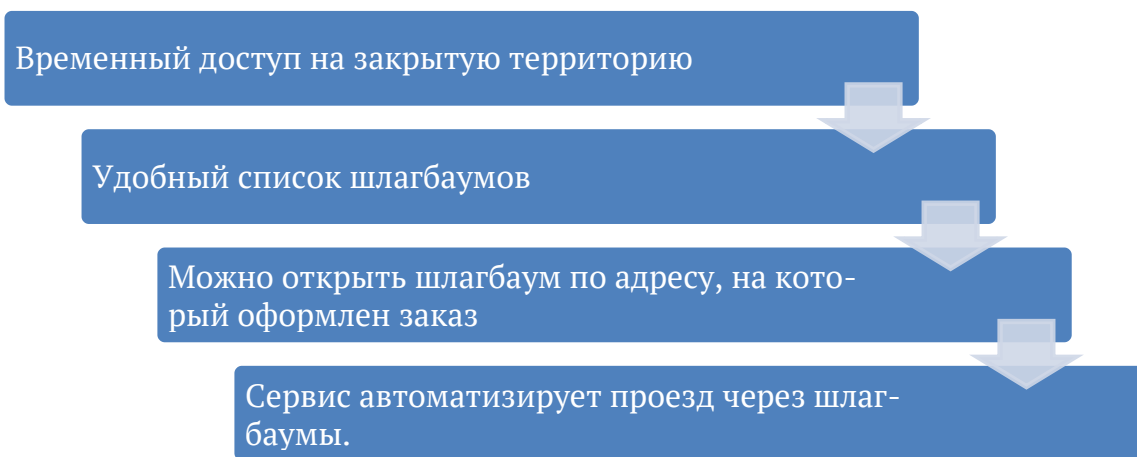 Временный доступ на закрытую территорию
Удобный список шлагбаумов
Можно открыть шлагбаум по адресу, на кото-
рый оформлен заказ
Сервис автоматизирует проезд через шлаг-
баумы.